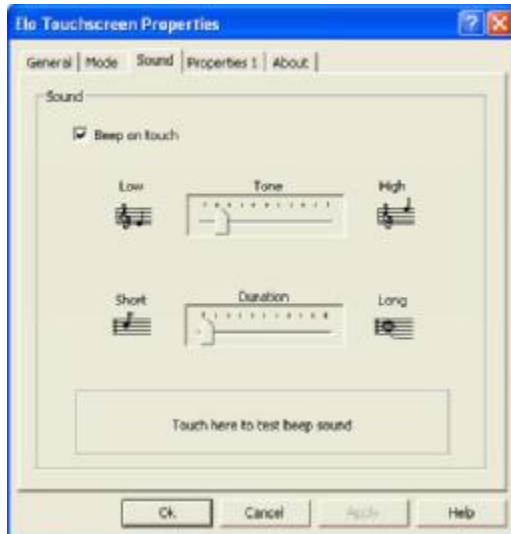 Elo Touchscreen Properties
General Mode Sound Properties 1 About
Sound
Beep on touch
Low Tone High
Short Duration Long
Touch here to test beep sound
Ok Cancel Apply Help